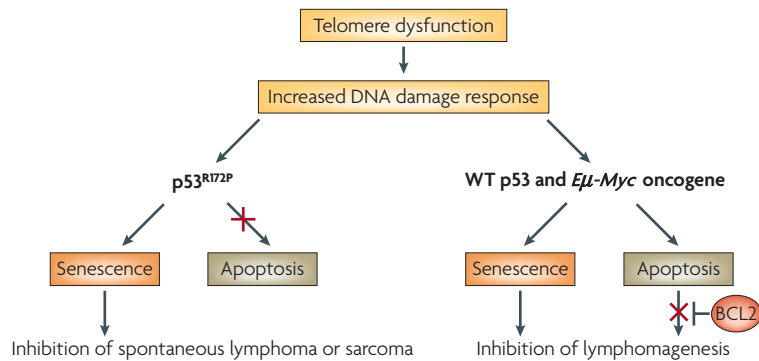 Telomere dysfunction
Increased DNA damage response
p53R172P
WT p53 and Eμ-Myc oncogene
Senescence
Apoptosis
Senescence
Apoptosis
BCL2
Inhibition of spontaneous lymphoma or sarcoma
Inhibition of lymphomagenesis